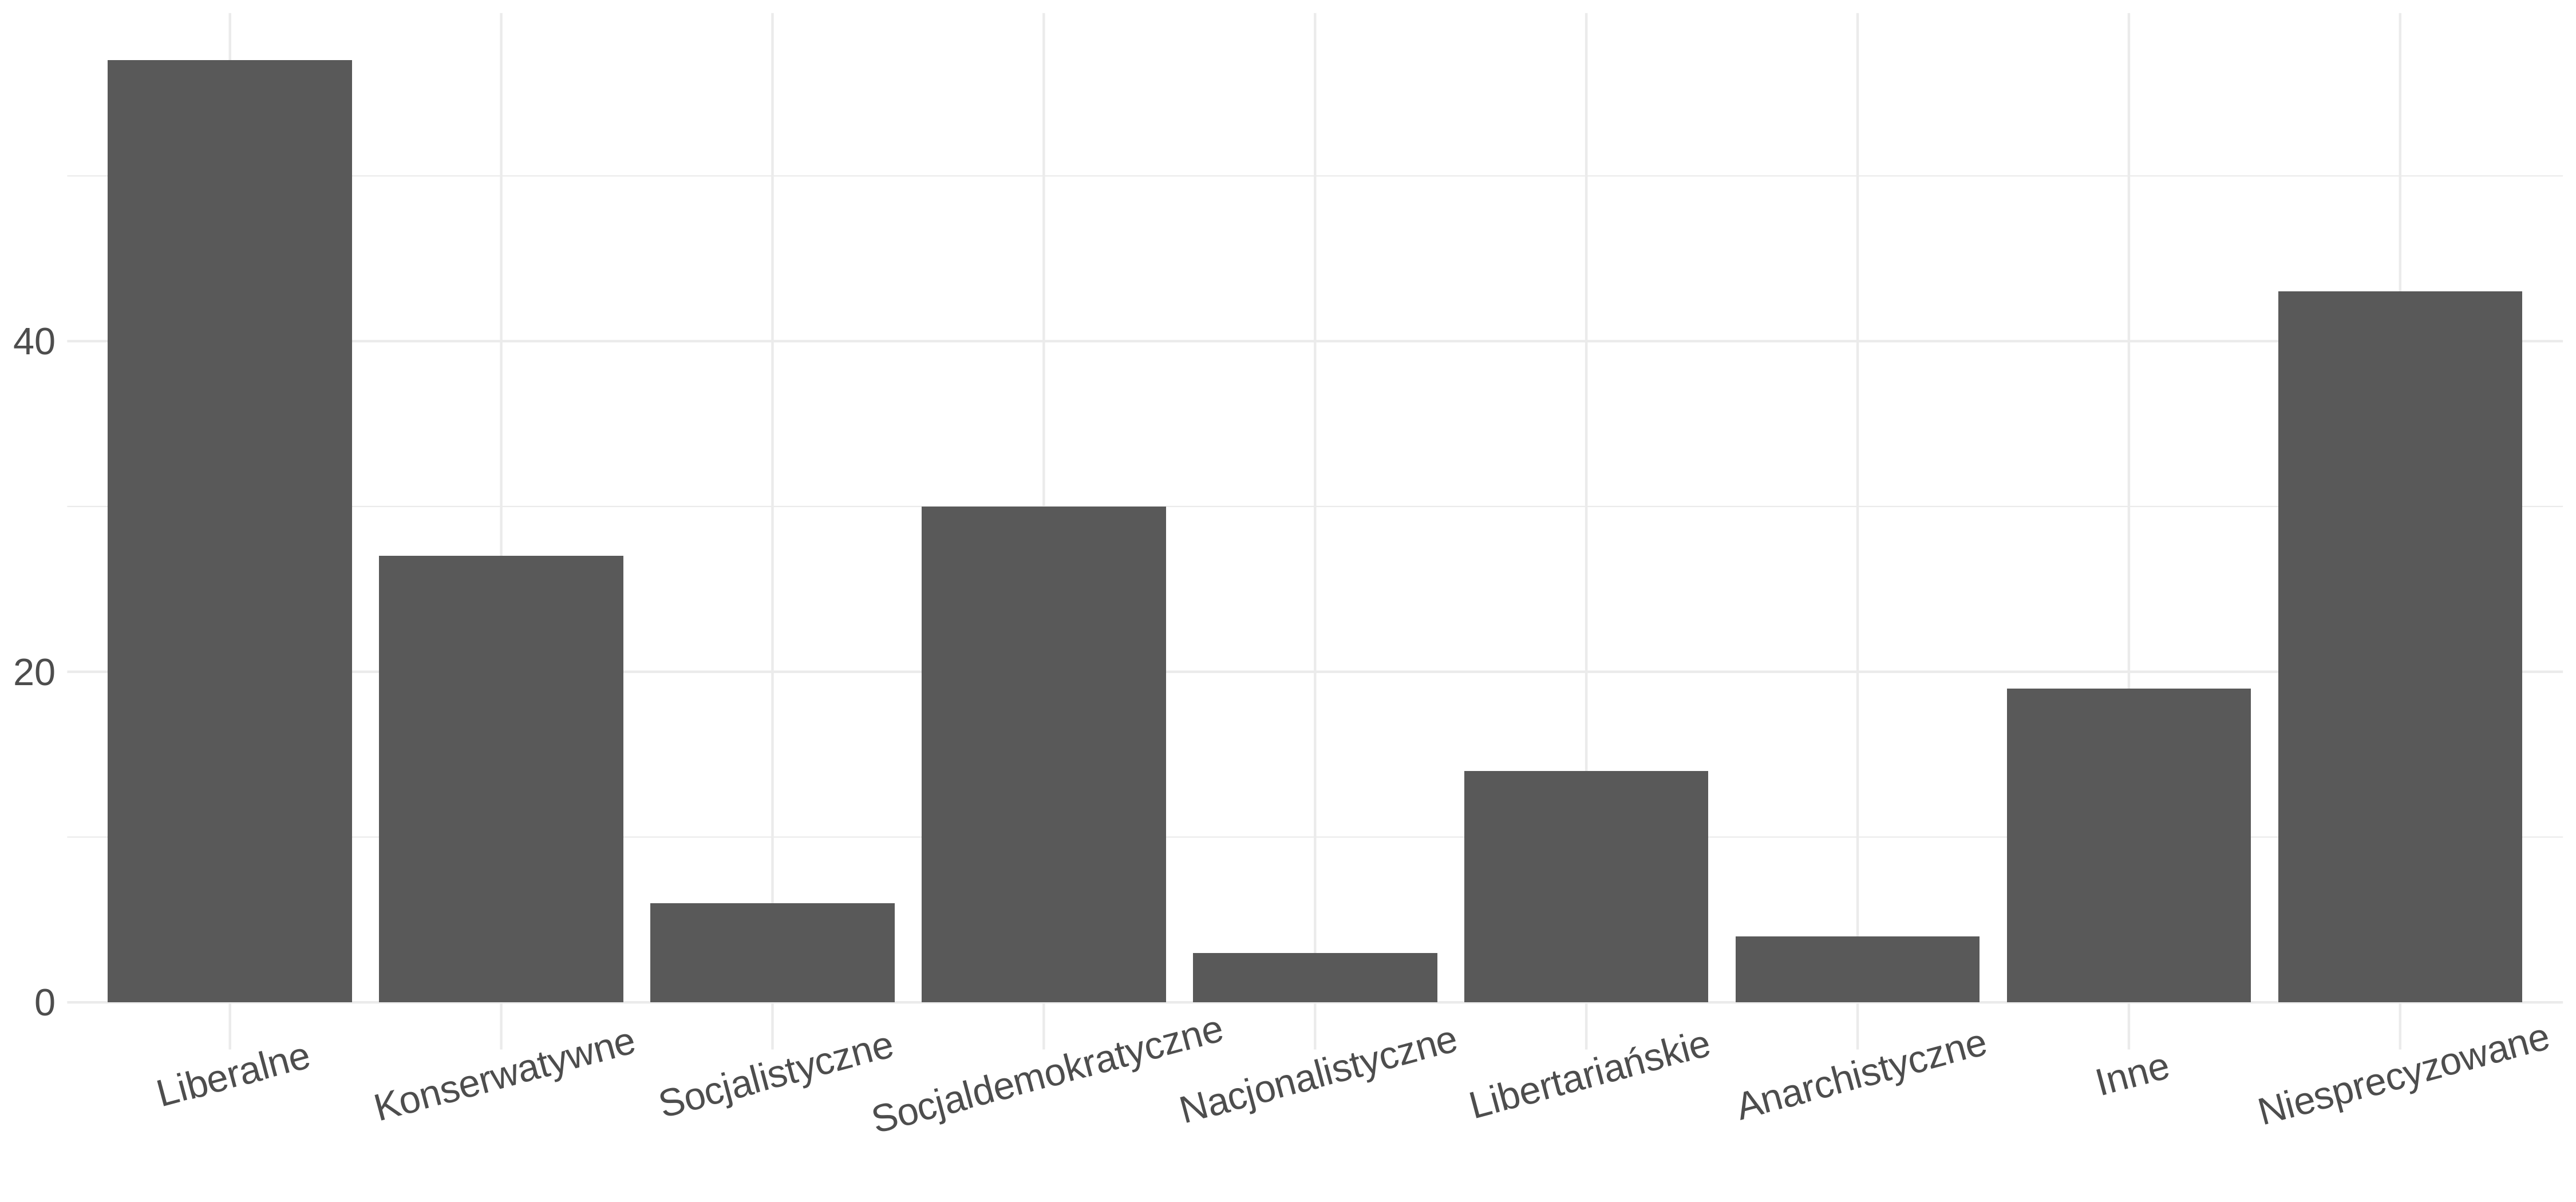 40
20
0
Liberalne
Konserwatywne
Socjalistyczne
Socjaldemokratyczne
Nacjonalistyczne
Libertariańskie
Anarchistyczne
Inne
Niesprecyzowane